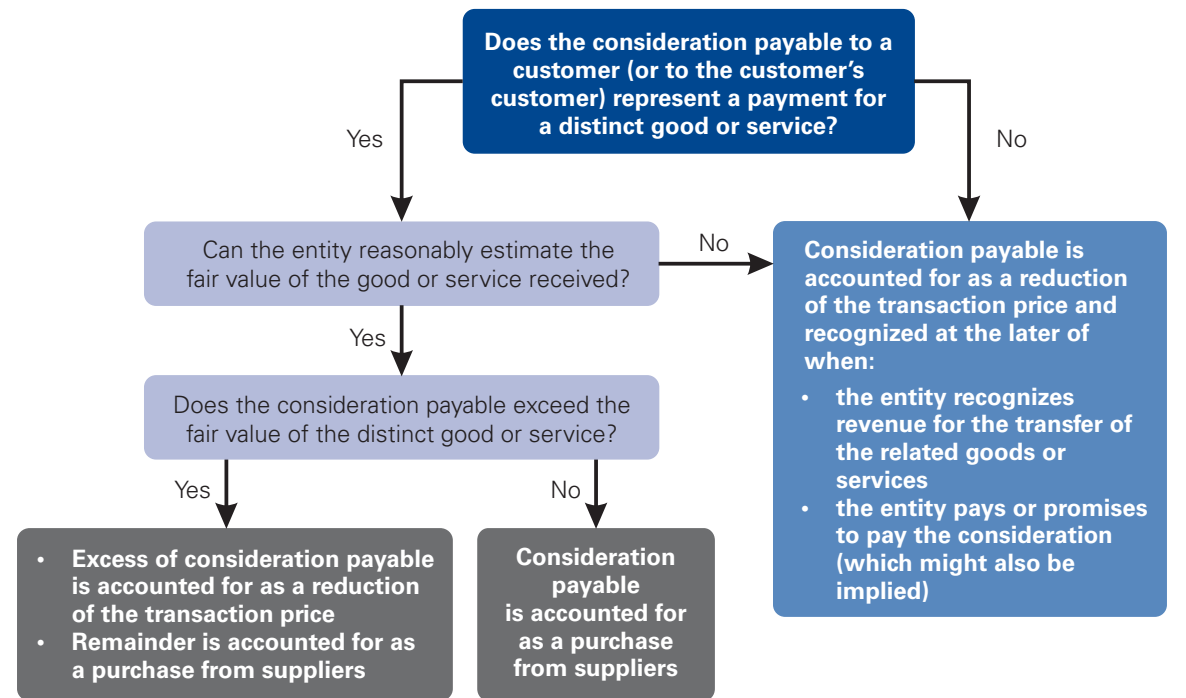 Does the consideration payable to a
customer (or to the customer's
customer) represent a payment for
a distinct good or service?
Yes
No
Can the entity reasonably estimate the
fair value of the good or service received?
No
Yes
Does the consideration payable exceed the
fair value of the distinct good or service?
Yes
No
• Excess of consideration payable
is accounted for as a reduction
of the transaction price
• Remainder is accounted for as
a purchase from suppliers
Consideration
payable
is accounted for
as a purchase
from suppliers
Consideration payable is
accounted for as a reduction
of the transaction price and
recognized at the later of
when:
• the entity recognizes
revenue for the transfer of
the related goods or
services
• the entity pays or promises
to pay the consideration
(which might also be
implied)